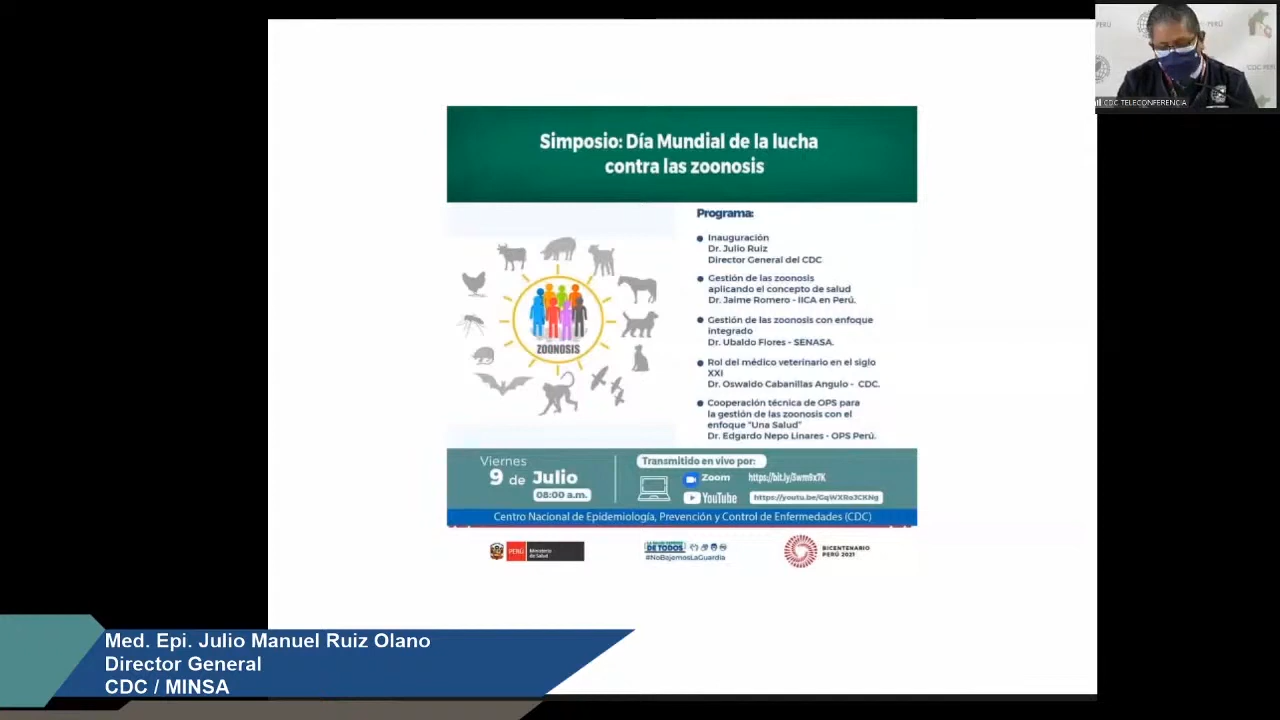 Simposio: Día Mundial de la lucha
contra las zoonosis
Programa:
Inauguración
Dr. Julio Ruiz
Director General del CDC
Gestión de las zoonosis
aplicando el concepto de salud
Dr. Jaime Romero - IICA en Perú.
Gestión de las zoonosis con enfoque
integrado
Dr. Ubaldo Flores - SENASA.
Rol del médico veterinario en el siglo
XXI
Dr. Oswaldo Cabanillas Angulo - CDC.
Cooperación técnica de OPS para
la gestión de las zoonosis con el
enfoque "Una Salud"
Dr. Edgardo Nepo Linares - OPS Perú.
ZOONOSIS
Viernes
9 de Julio
08:00 a.m.
Transmitido en vivo por:
Zoom
YouTube
Centro Nacional de Epidemiología, Prevención y Control de Enfermedades (CDC)
PERÚ
Ministerio
de Salud
DE TODOS
#NoBajemosLaGuardia
BICENTENARIO
PERÚ 2021
CDC TELECONFERENCIA
Med. Epi. Julio Manuel Ruiz Olano
Director General
CDC / MINSA